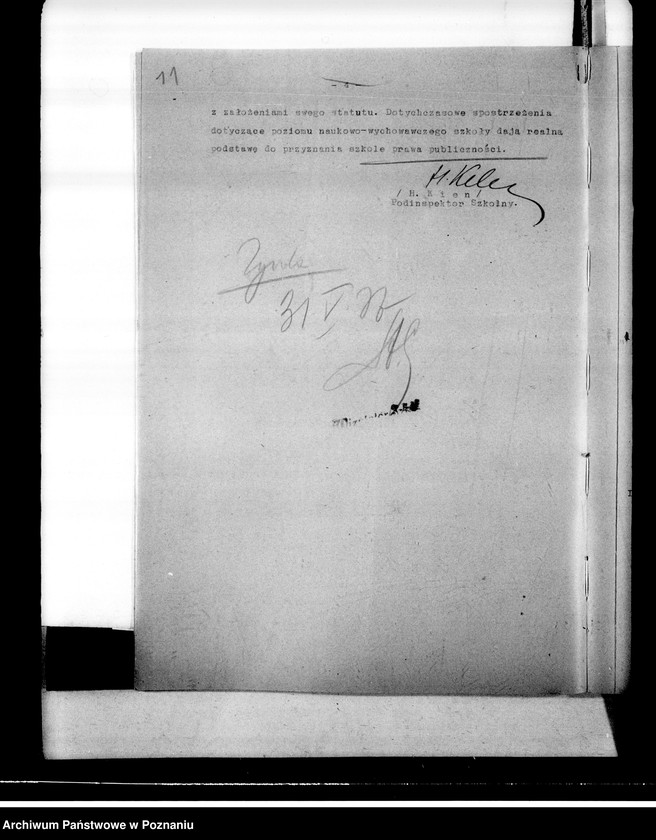 11
z założeniami swego statutu. Dotychczasowe spostrzeżenia
dotyczące poziomu naukowo-wychowawczego szkoły dają realną
podstawę do przyznania szkole prawa publiczności.
/ H. K l e n /
Podinspektor Szkolny.
31 V
Archiwum Państwowe w Poznaniu